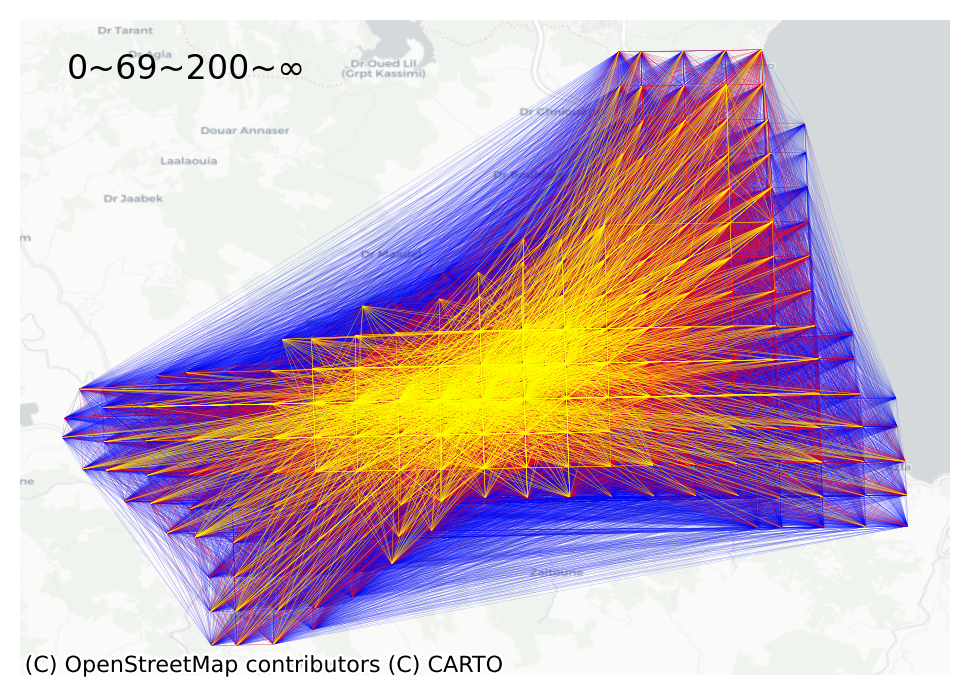 Dr Tarant
Dr Agla
0~69~200~∞
Dr Oued Lil
(Grpt Kassimi)
Douar Annaser
Laalaouia
Dr Jaabek
Zaitoune
(C) OpenStreetMap contributors (C) CARTO